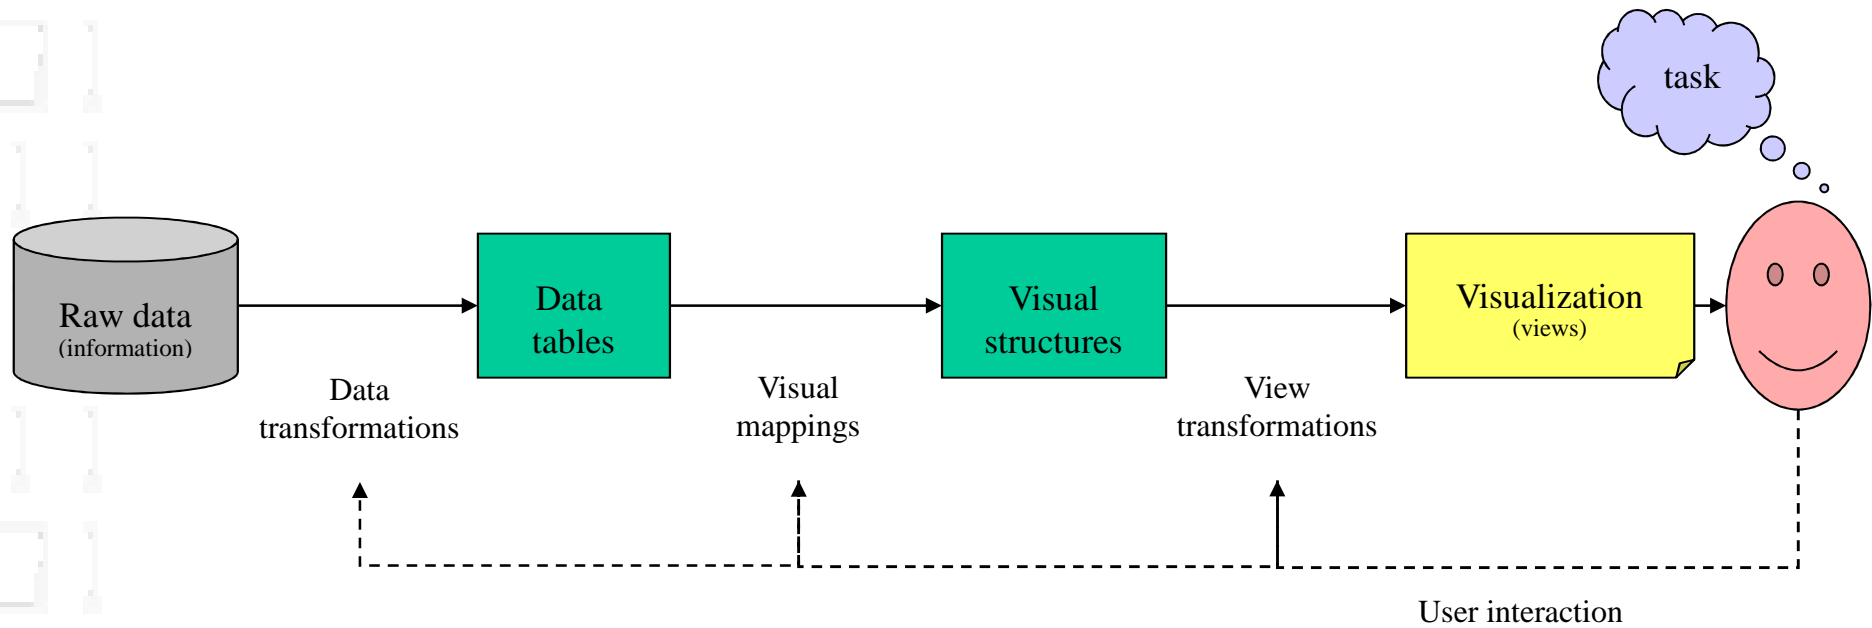 task
Raw data
(information)
Data
tables
Visual
structures
Visualization
(views)
Data
transformations
Visual
mappings
View
transformations
User interaction